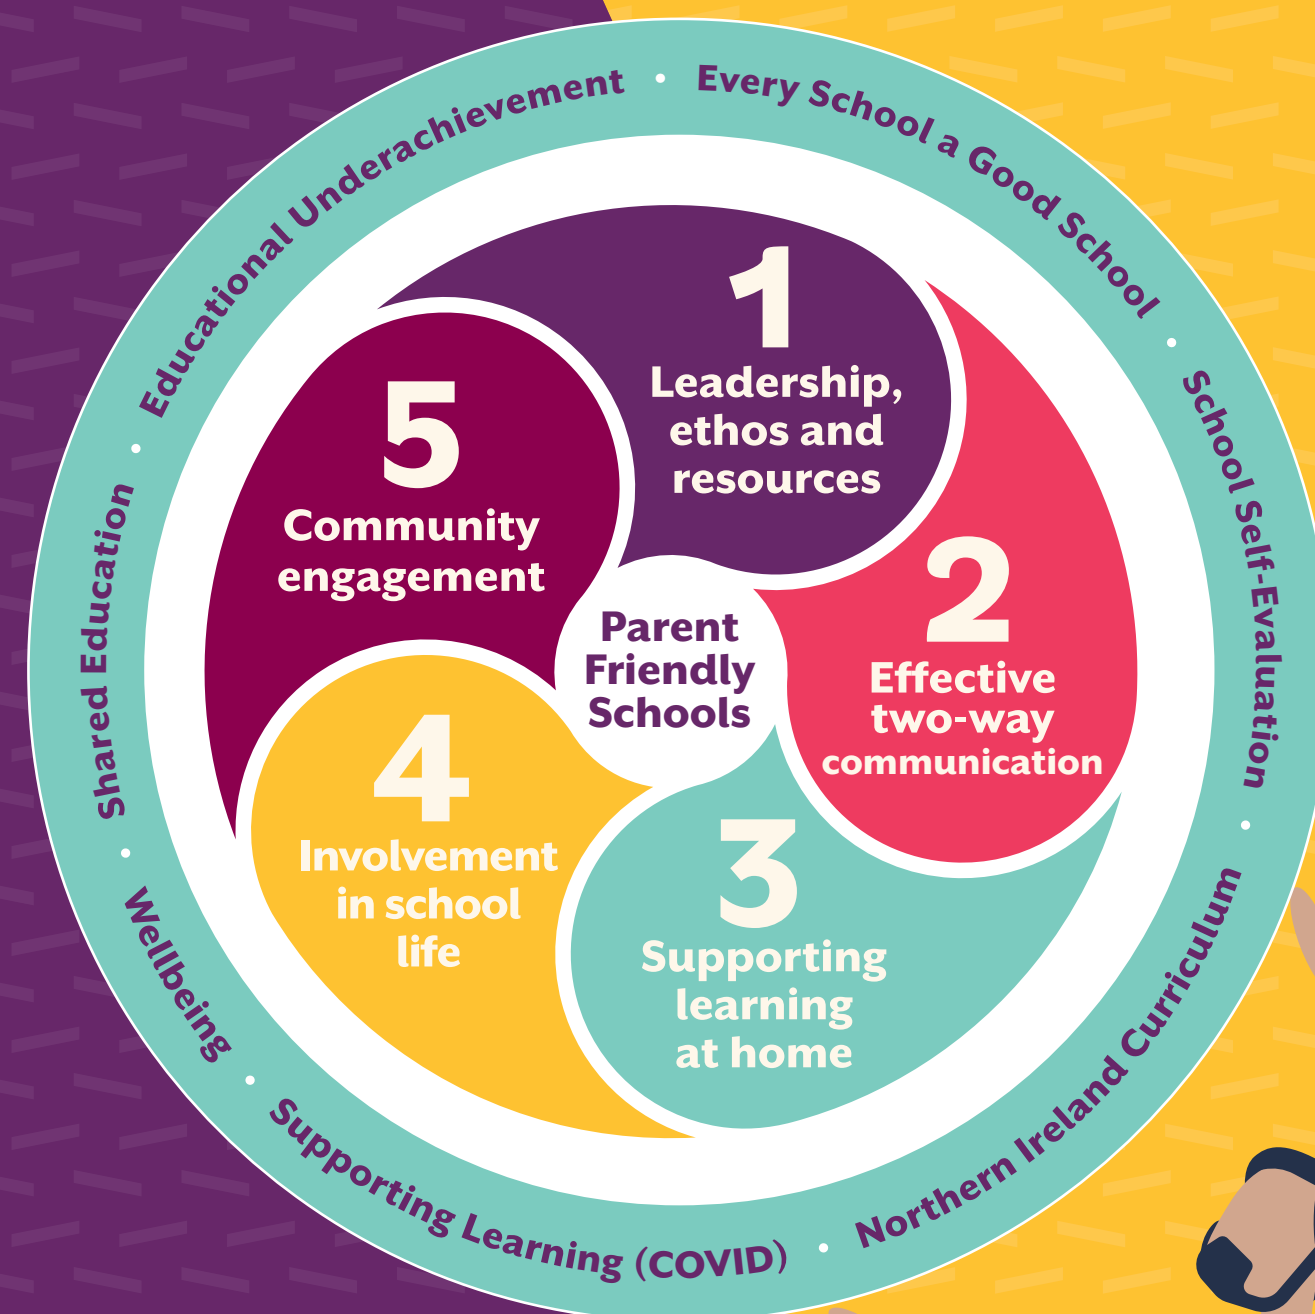 Every School a Good School
School Self-Evaluation
Northern Ireland Curriculum
Supporting Learning (COVID)
Wellbeing
Shared Education
Educational Underachievement
1
Leadership,
ethos and
resources
2
Effective
two-way
communication
3
Supporting
learning
at home
4
Involvement
in school
life
5
Community
engagement
Parent
Friendly
Schools